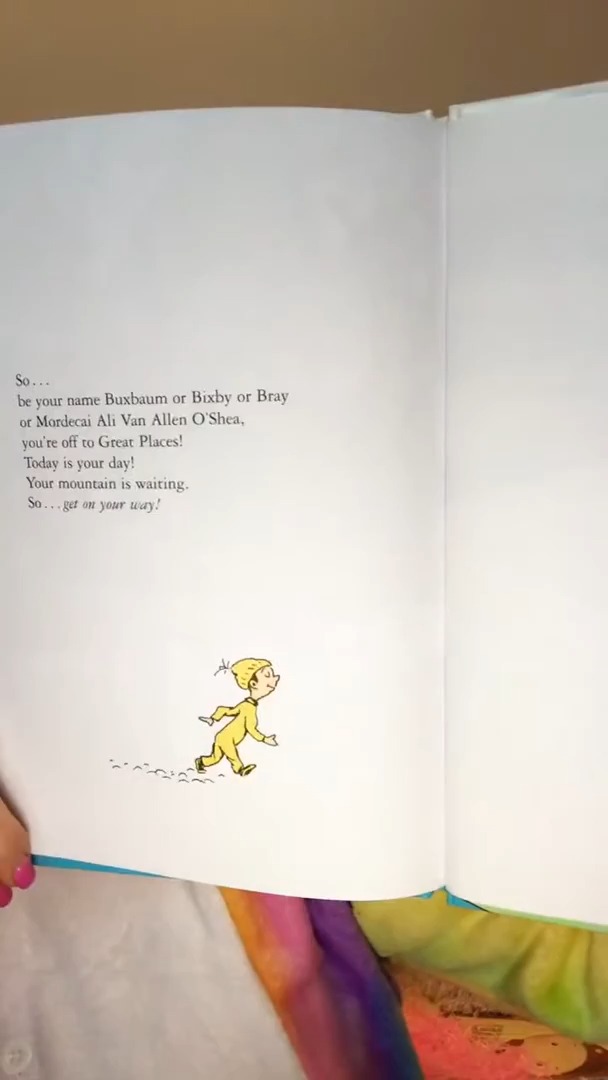 So...
be your name Buxbaum or Bixby or Bray
or Mordecai Ali Van Allen O'Shea,
you're off to Great Places!
Today is your day!
Your mountain is waiting.
So...get on your way!